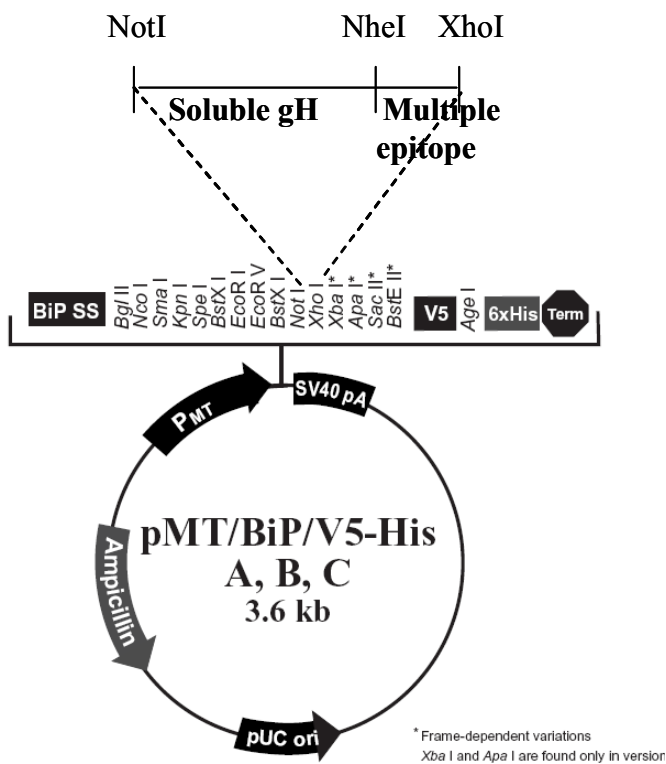 NotI NheI XhoI
Soluble gH Multiple
epitope
BiP SS Bgl II Nco I Sma I Kpn I Spe I BstX I EcoR I EcoR V BstX I Not I Xho I Xba I* Apa I* Sac II* BstE II* V5 Age I 6xHis Term
PMT SV40 pA
pMT/BiP/V5-His
A, B, C
3.6 kb
Ampicillin
pUC ori
* Frame-dependent variations
Xba I and Apa I are found only in version